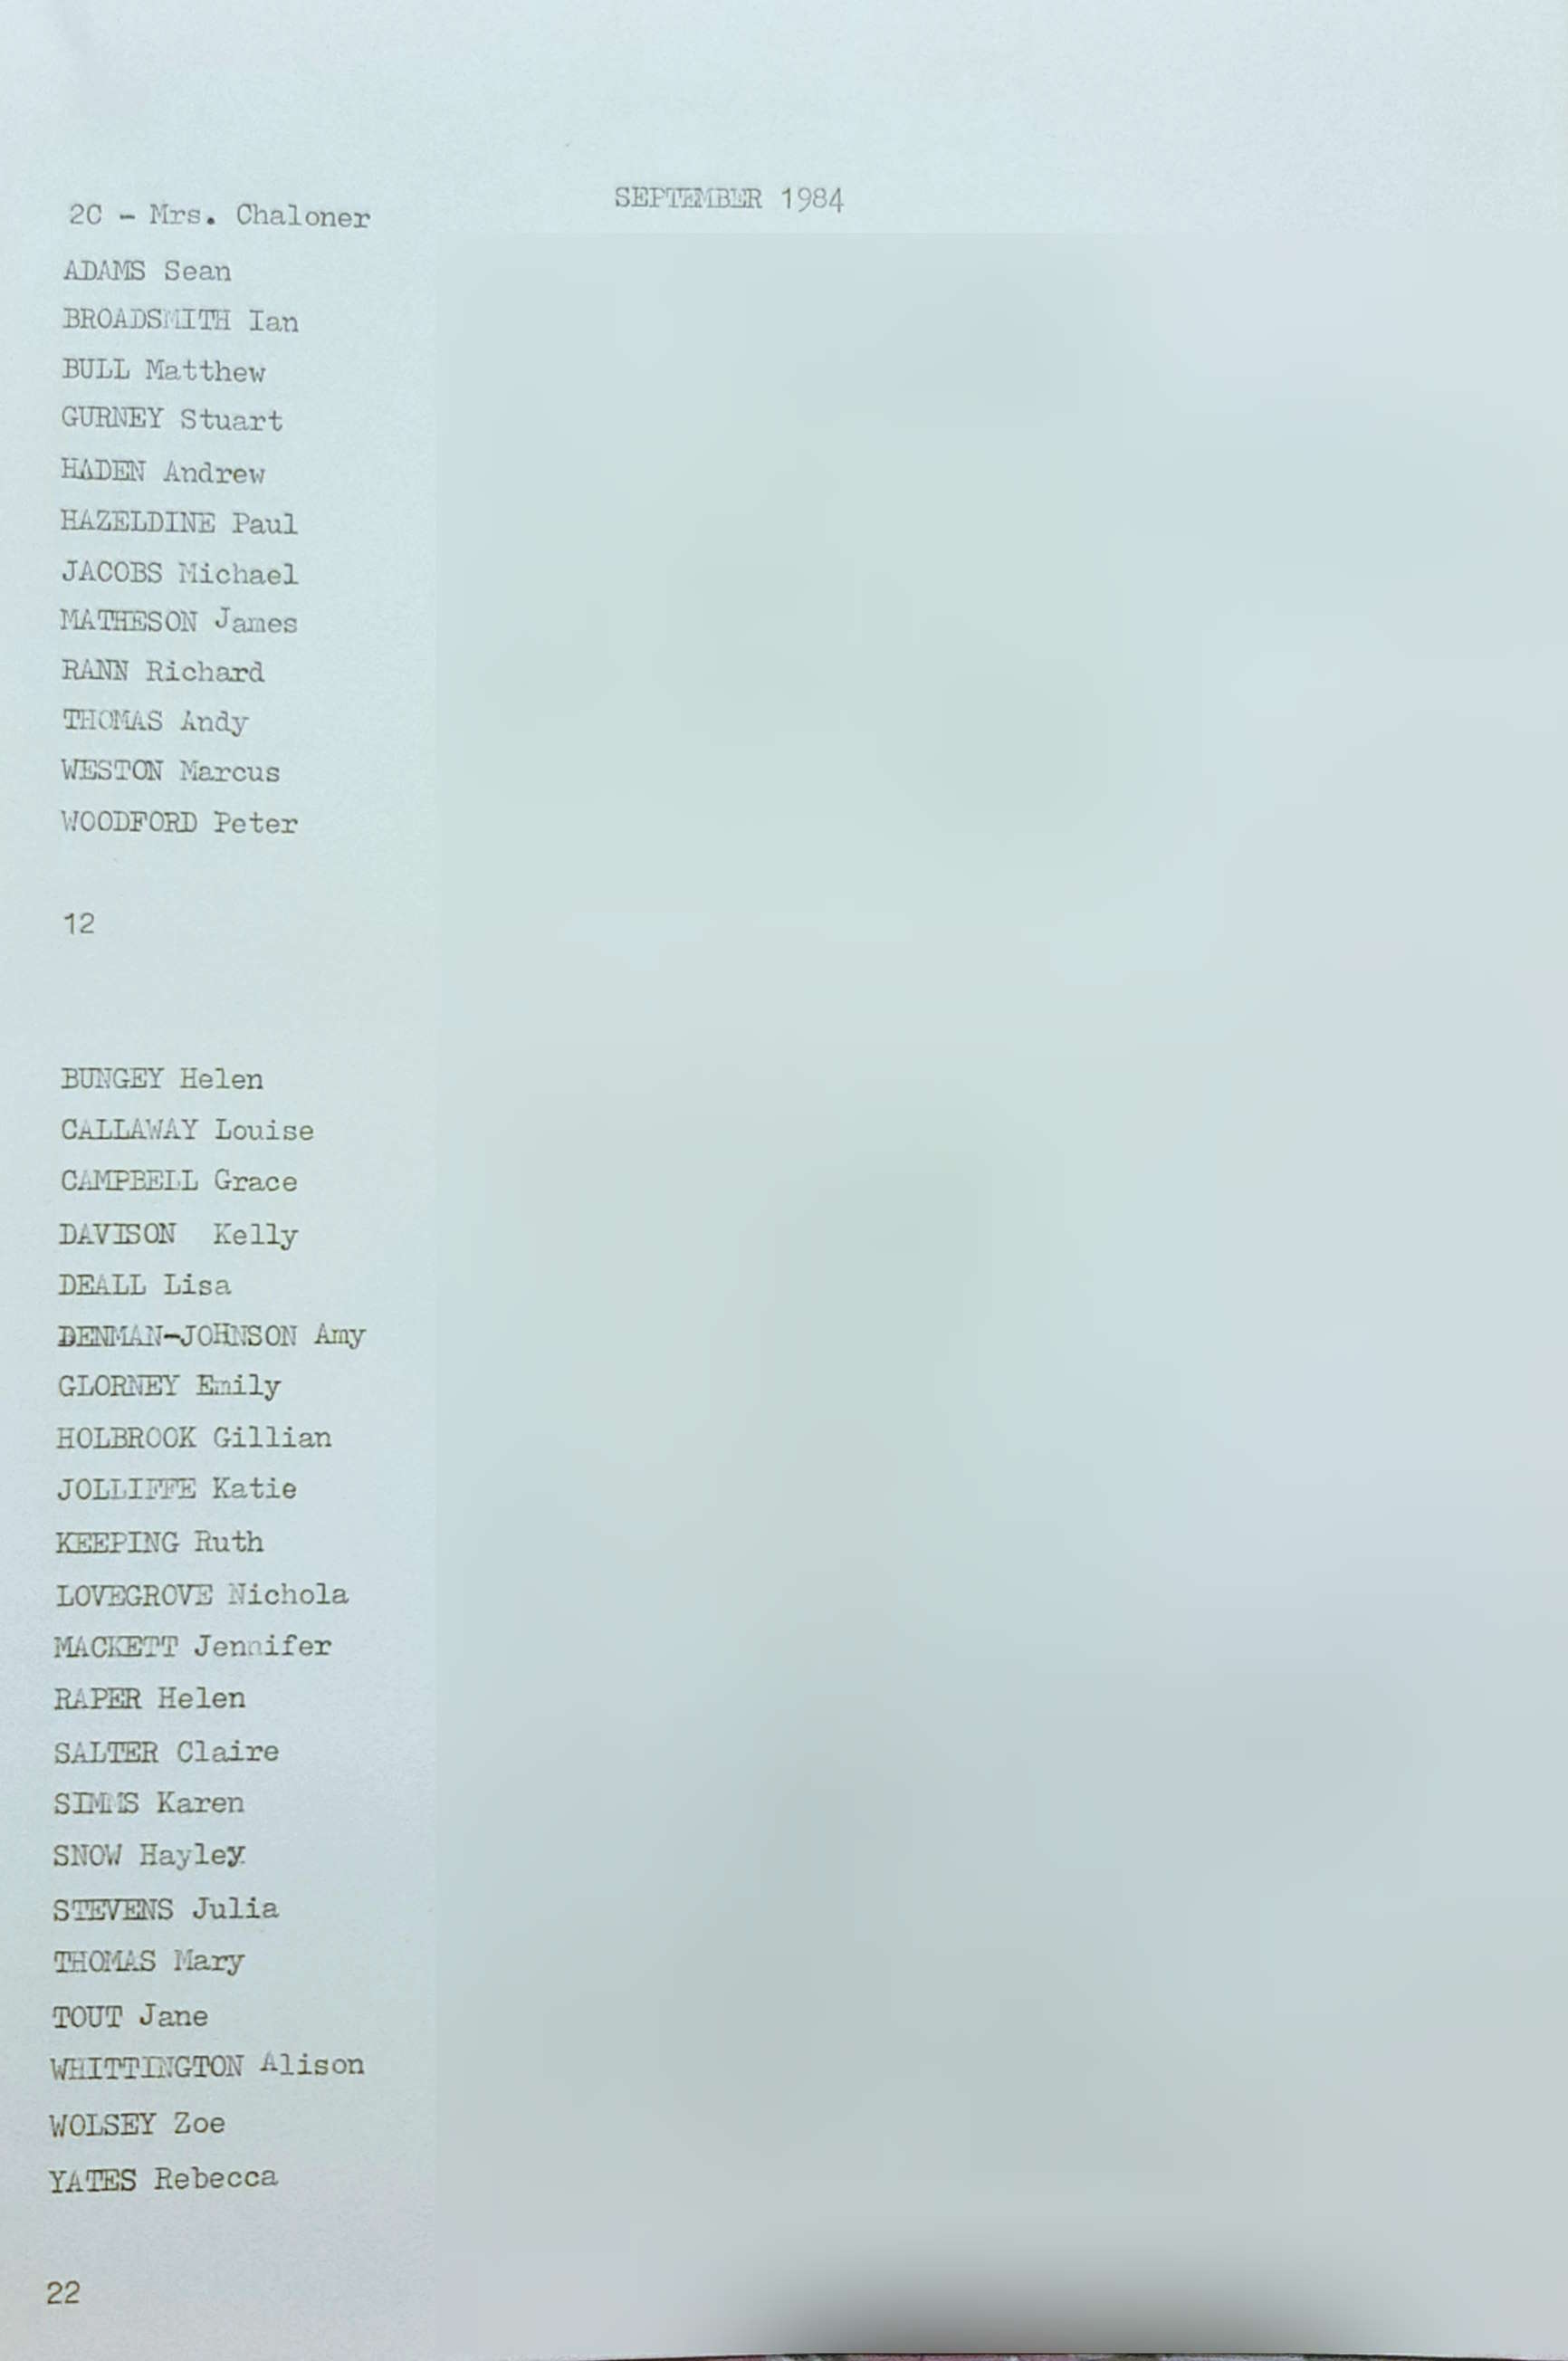 SEPTEMBER 1984
2C - Mrs. Chaloner
ADAMS Sean
BROADSMITH Ian
BULL Matthew
GURNEY Stuart
HADEN Andrew
HAZELDINE Paul
JACOBS Michael
MATHESON James
RANN Richard
THOMAS Andy
WESTON Marcus
WOODFORD Peter
12
BUNGEY Helen
CALLAWAY Louise
CAMPBELL Grace
DAVISON Kelly
DEALL Lisa
DENMAN-JOHNSON Amy
GLORNEY Emily
HOLBROOK Gillian
JOLLIFFE Katie
KEEPING Ruth
LOVEGROVE Nichola
MACKETT Jennifer
RAPER Helen
SALTER Claire
SIMMS Karen
SNOW Hayley
STEVENS Julia
THOMAS Mary
TOUT Jane
WHITTINGTON Alison
WOLSEY Zoe
YATES Rebecca
22